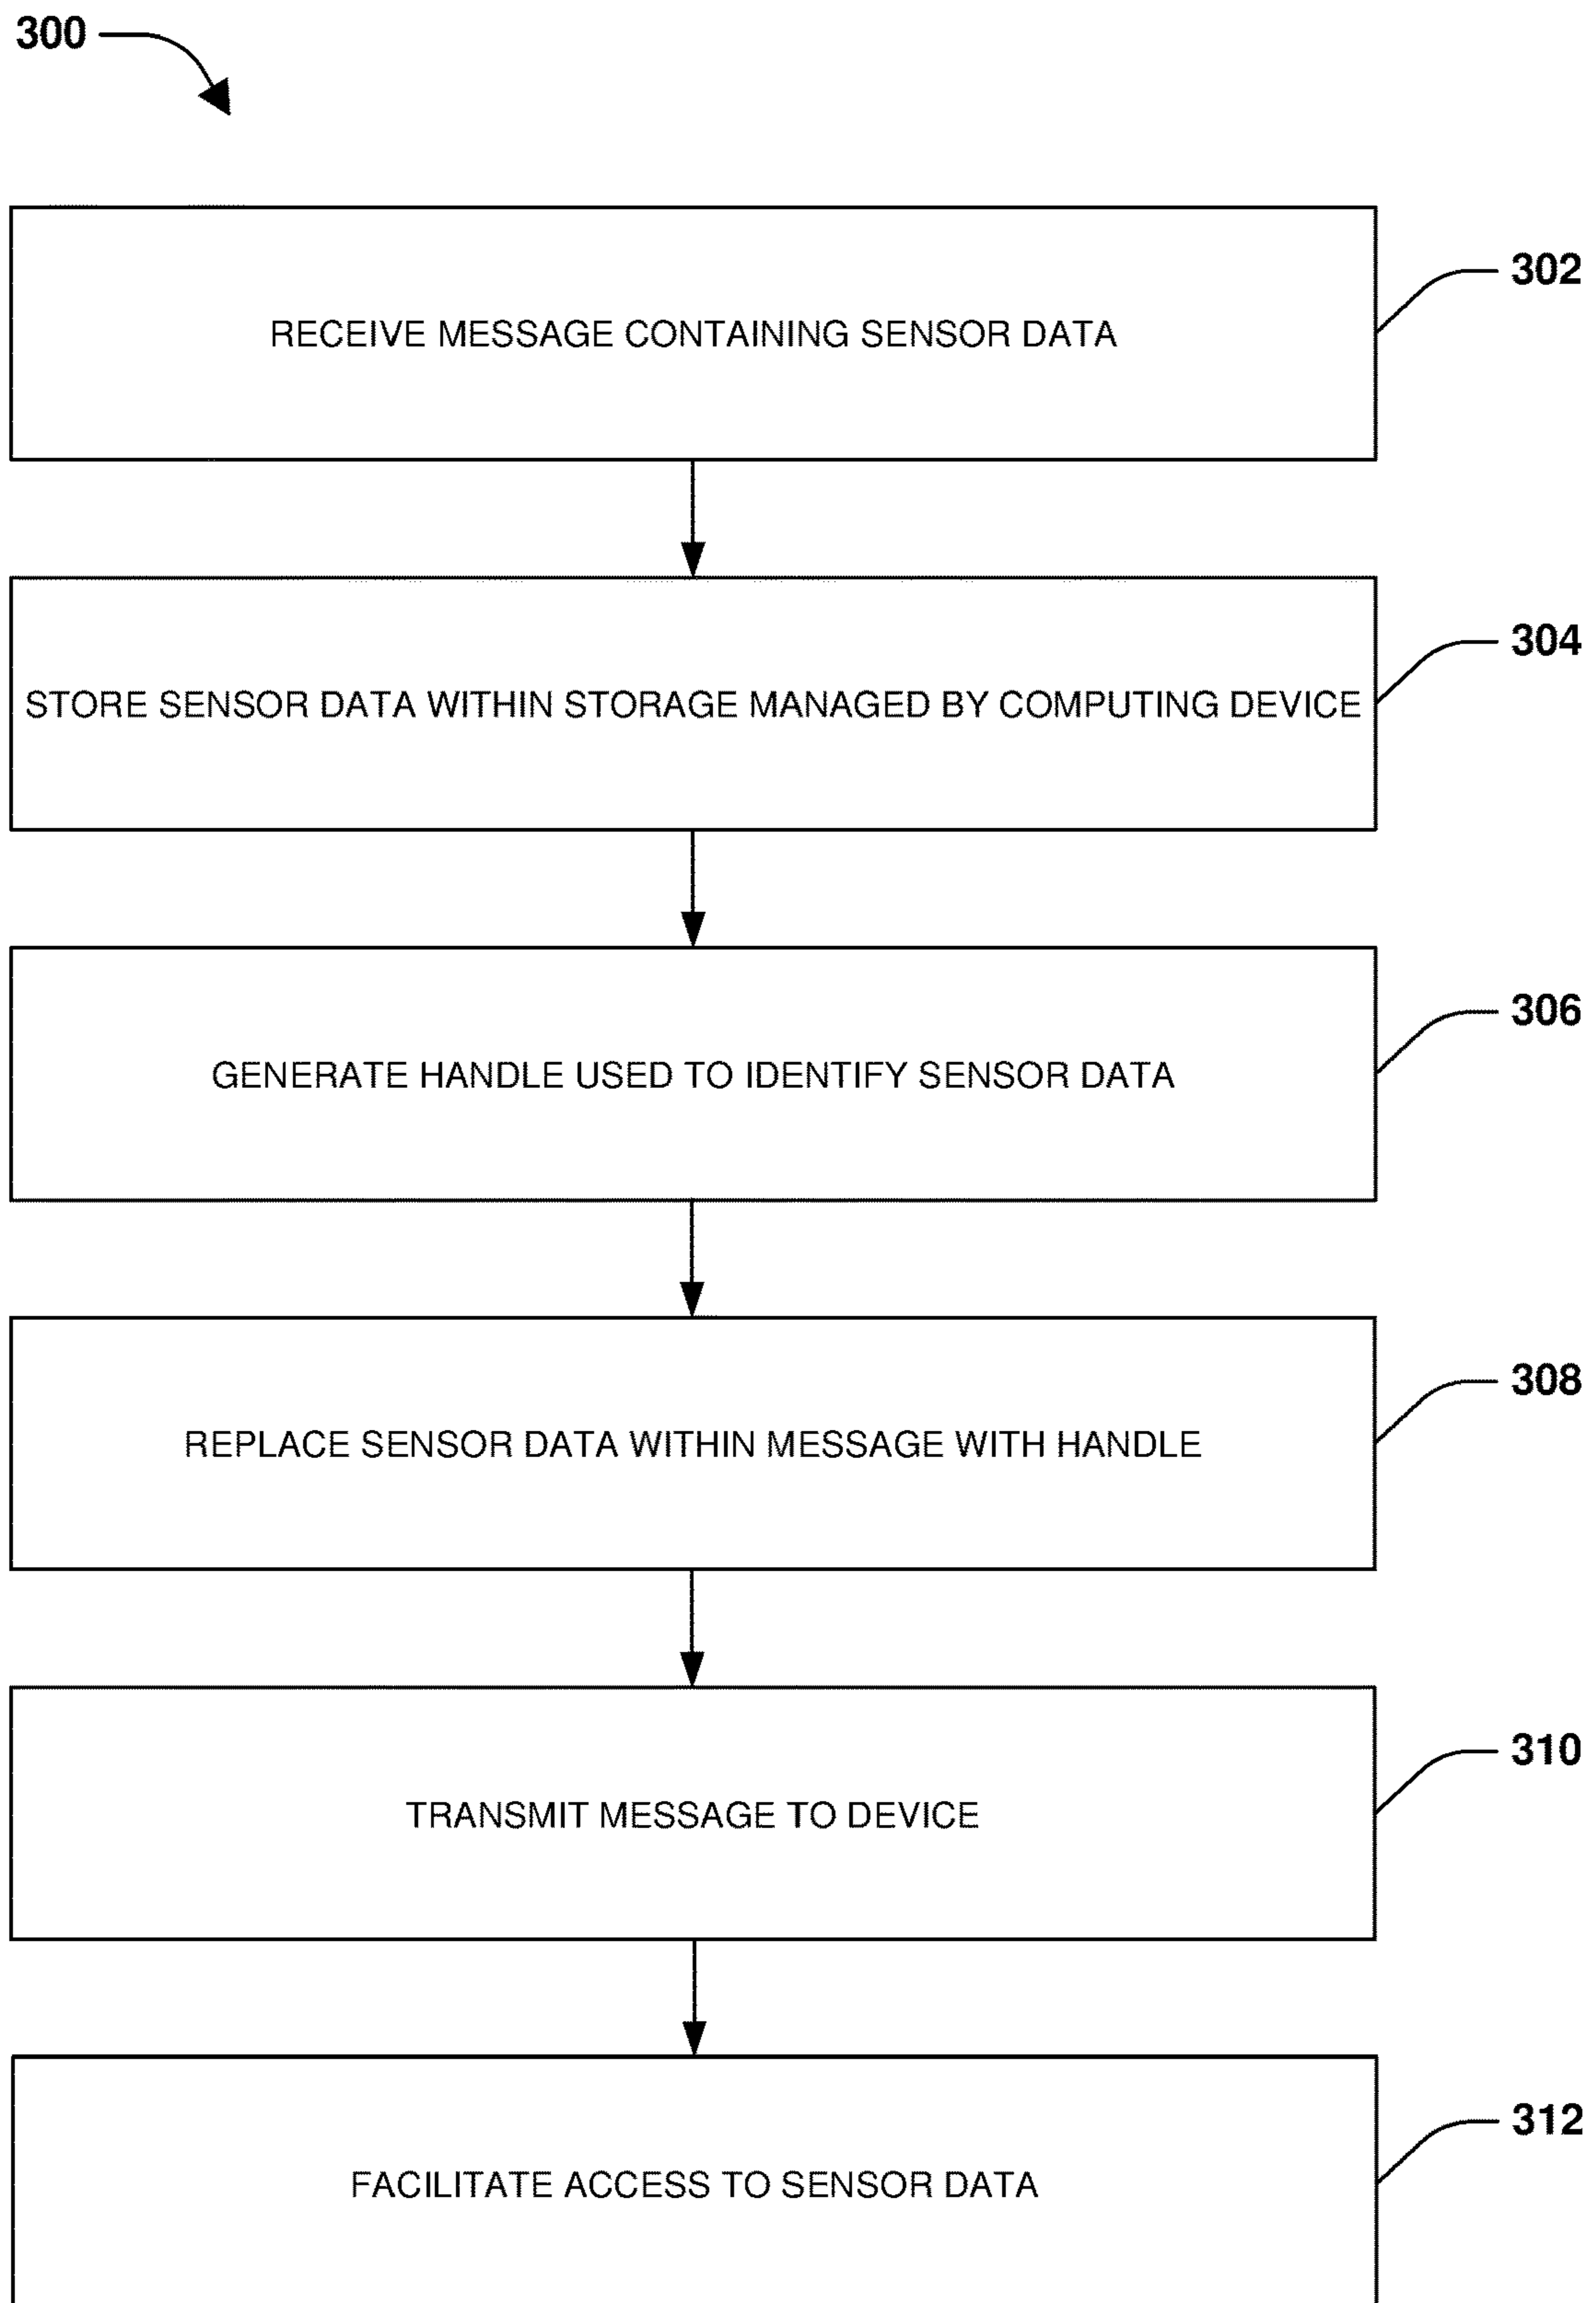 300
RECEIVE MESSAGE CONTAINING SENSOR DATA
302
STORE SENSOR DATA WITHIN STORAGE MANAGED BY COMPUTING DEVICE
304
GENERATE HANDLE USED TO IDENTIFY SENSOR DATA
306
REPLACE SENSOR DATA WITHIN MESSAGE WITH HANDLE
308
TRANSMIT MESSAGE TO DEVICE
310
FACILITATE ACCESS TO SENSOR DATA
312